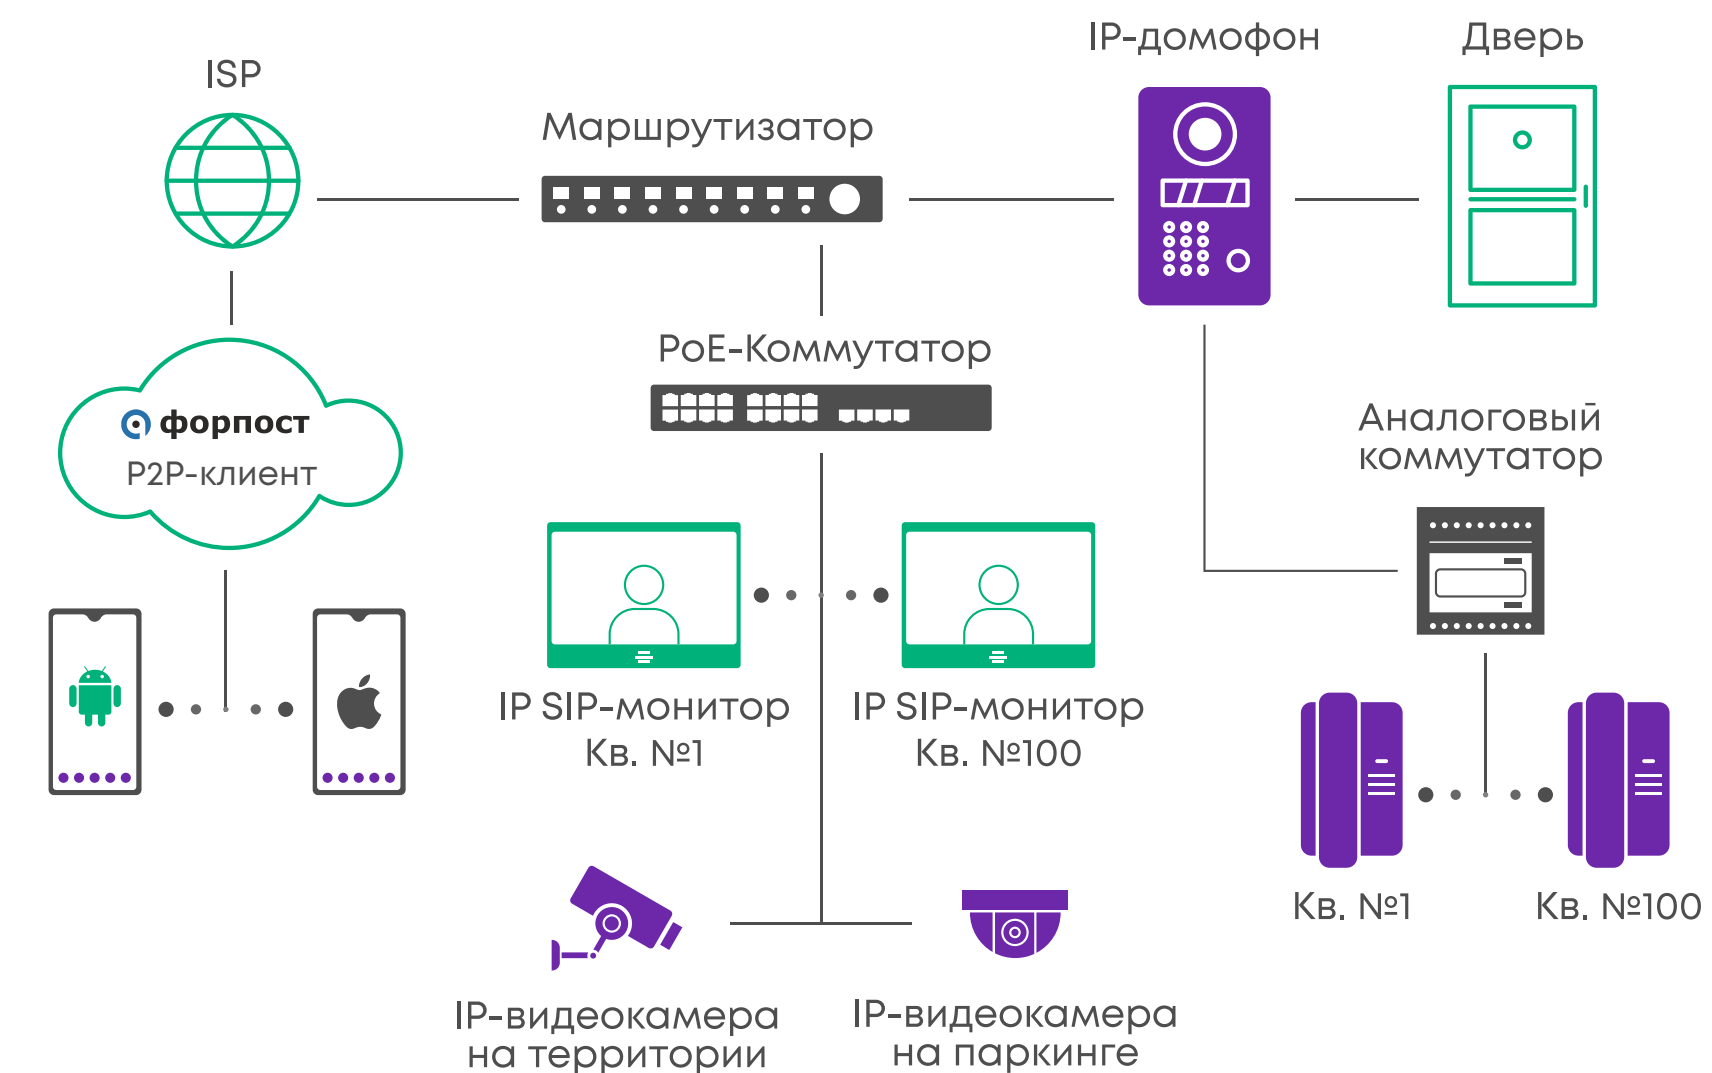 ISP
Маршрутизатор
IP-домофон
Дверь
PoE-Коммутатор
форпост
P2P-клиент
Аналоговый
коммутатор
IP SIP-монитор
Кв. №1
IP SIP-монитор
Кв. №100
Кв. №1
Кв. №100
IP-видеокамера
на территории
IP-видеокамера
на паркинге